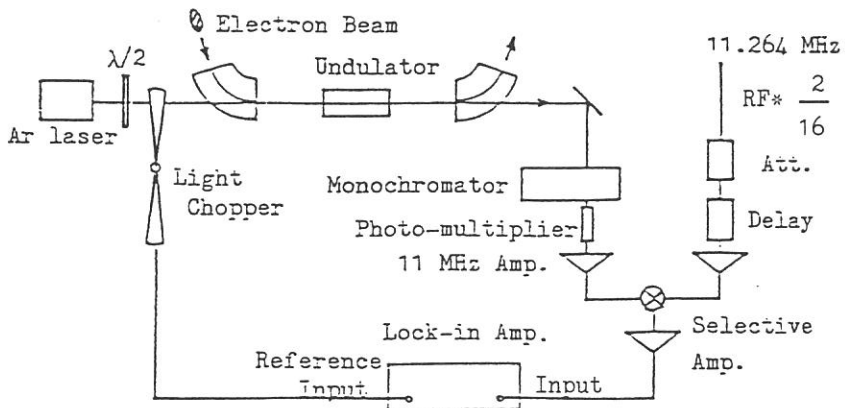 Electron Beam
λ/2
Undulator
11.264 MHz
RF* 2/16
Ar laser
Att.
Light
Chopper
Monochromator
Photo-multiplier
Delay
11 MHz Amp.
Lock-in Amp.
Selective
Amp.
Reference
Input
Input